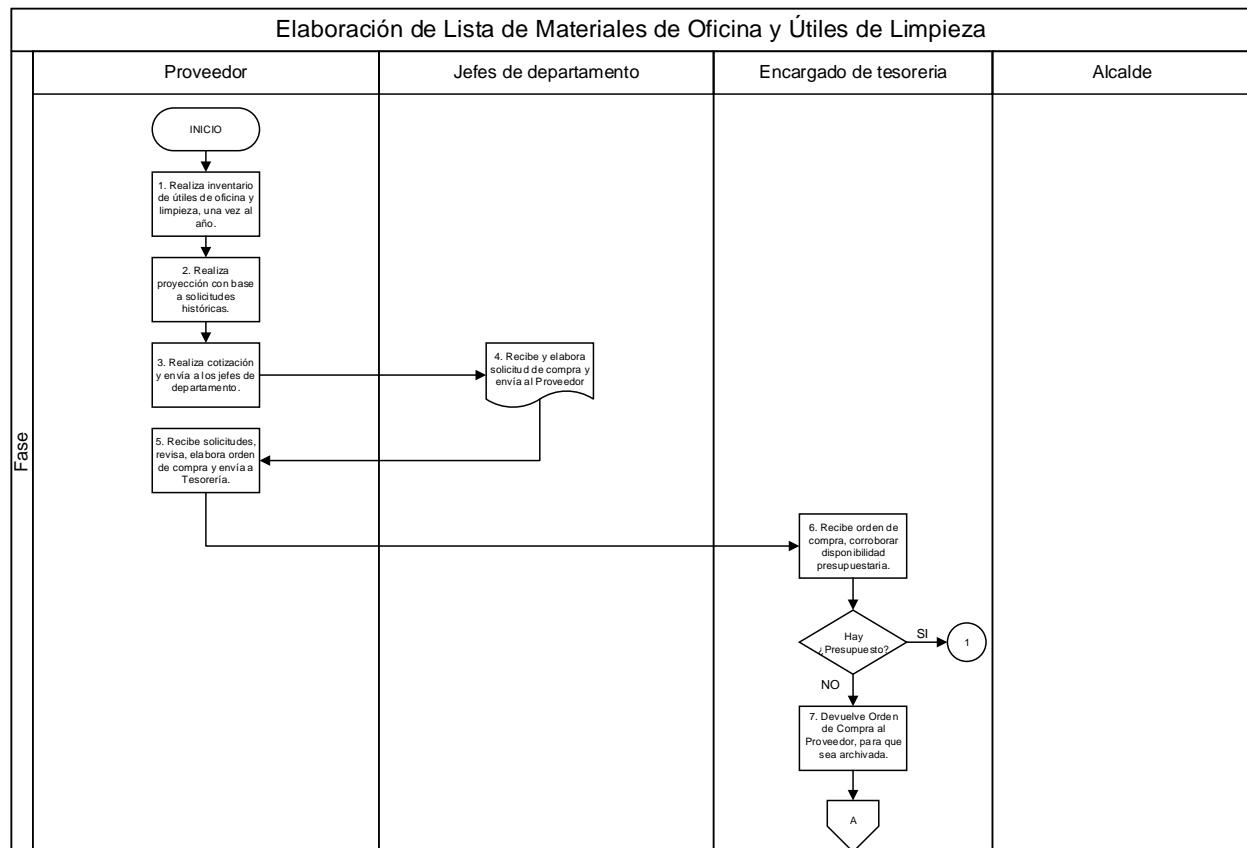 Elaboración de Lista de Materiales de Oficina y Útiles de Limpieza
Fase
Proveedor
Jefes de departamento
Encargado de tesoreria
Alcalde
INICIO
1. Realiza inventario
de útiles de oficina y
limpieza, una vez al
año.
2. Realiza
proyección con base
a solicitudes
históricas.
3. Realiza cotización
y envía a los jefes de
departamento.
4. Recibe y elabora
solicitud de compra y
envía al Proveedor
5. Recibe solicitudes,
revisa, elabora orden
de compra y envía a
Tesorería.
6. Recibe orden de
compra, corroborar
disponibilidad
presupuestaria.
Hay
¿Presupuesto?
SI
1
NO
7. Devuelve Orden
de Compra al
Proveedor, para que
sea archivada.
A